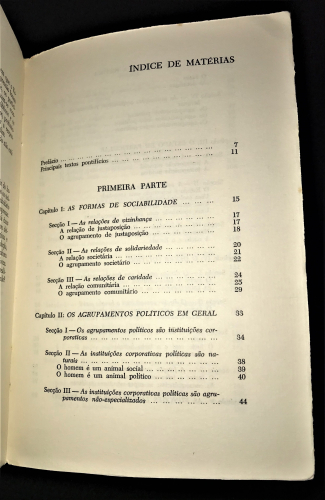 ÍNDICE DE MATÉRIAS
Prefácio ... 7
Principais textos pontifícios ... 11
PRIMEIRA PARTE
Capítulo I: AS FORMAS DE SOCIABILIDADE ... 15
Secção I — As relações de vizinhança ... 17
A relação de justaposição ... 17
O agrupamento de justaposição ... 18
Secção II — As relações de solidariedade ... 20
A relação societária ... 21
O agrupamento societário ... 22
Secção III — As relações de caridade ... 24
A relação comunitária ... 25
O agrupamento comunitário ... 29
Capítulo II: OS AGRUPAMENTOS POLÍTICOS EM GERAL 33
Secção I — Os agrupamentos políticos são instituições cor-
porativas ... 34
Secção II — As instituições corporativas políticas são na-
turais ... 38
O homem é um animal social ... 39
O homem é um animal político ... 40
Secção III — As instituições corporativas políticas são agru-
pamentos não-especializados ... 44